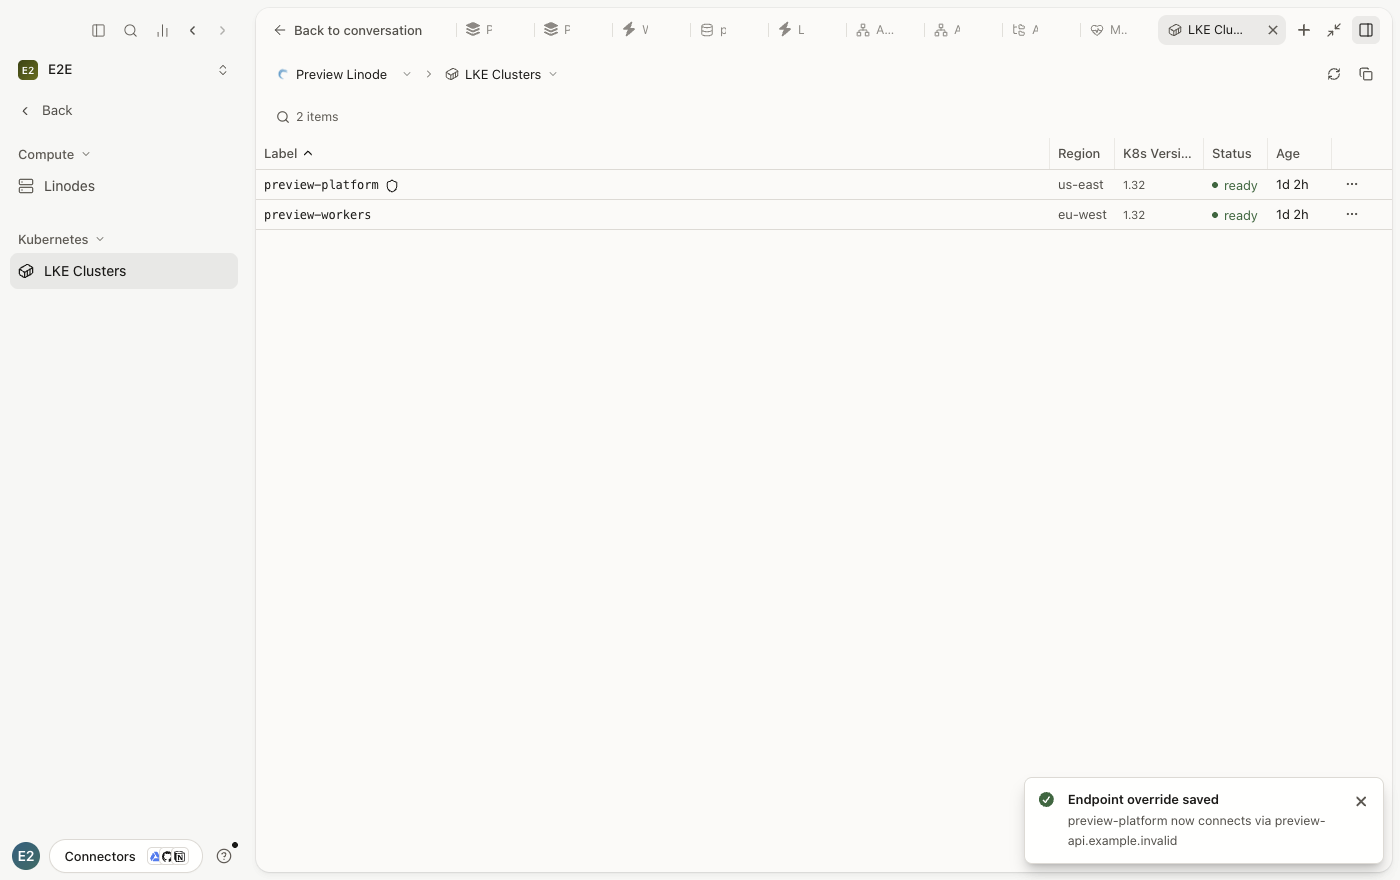 Back to conversation
P
P
W
p
L
A...
A
A
M..
LKE Clu...
E2
E2E
Preview Linode
LKE Clusters
Back
2 items
Compute
Linodes
Kubernetes
LKE Clusters
Label
Region
K8s Versi...
Status
Age
preview-platform
us-east
1.32
ready
1d 2h
preview-workers
eu-west
1.32
ready
1d 2h
Endpoint override saved
preview-platform now connects via preview-
api.example.invalid
E2
Connectors